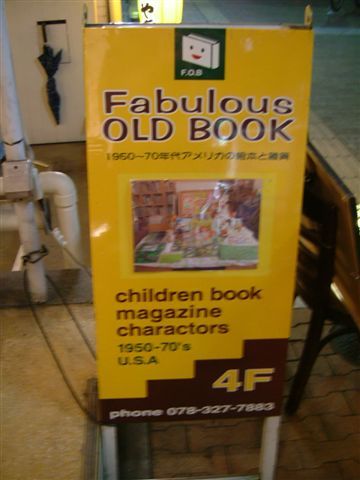 F.O.B
Fabulous
OLD BOOK
1950~70年代アメリカの絵本と雑貨
children book
magazine
charactors
1950-70's
U.S.A
4F
phone 078-327-7883